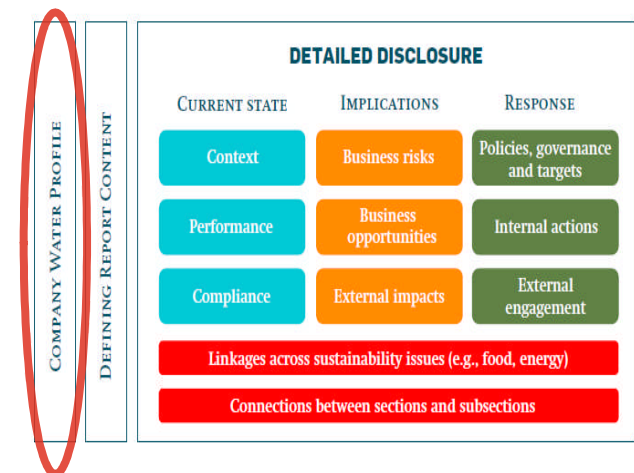 COMPANY WATER PROFILE
DEFINING REPORT CONTENT
DETAILED DISCLOSURE
CURRENT STATE
IMPLICATIONS
RESPONSE
Context
Business risks
Policies, governance
and targets
Performance
Business
opportunities
Internal actions
Compliance
External impacts
External
engagement
Linkages across sustainability issues (e.g., food, energy)
Connections between sections and subsections